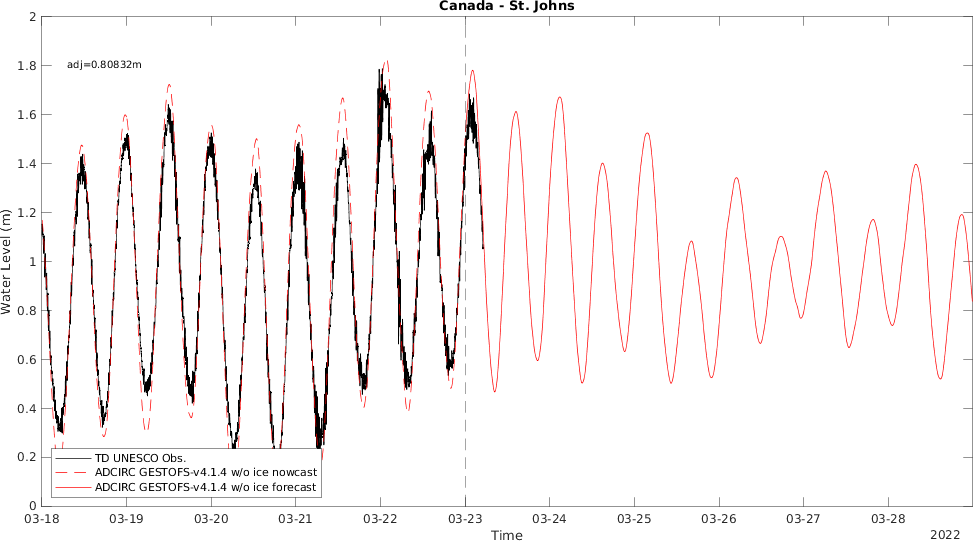 Canada - St. Johns
adj=0.80832m
Water Level (m)
2
1.8
1.6
1.4
1.2
1
0.8
0.6
0.4
0.2
0
TD UNESCO Obs.
ADCIRC GESTOFS-v4.1.4 w/o ice nowcast
ADCIRC GESTOFS-v4.1.4 w/o ice forecast
03-18 03-19 03-20 03-21 03-22 03-23 03-24 03-25 03-26 03-27 03-28
Time
2022